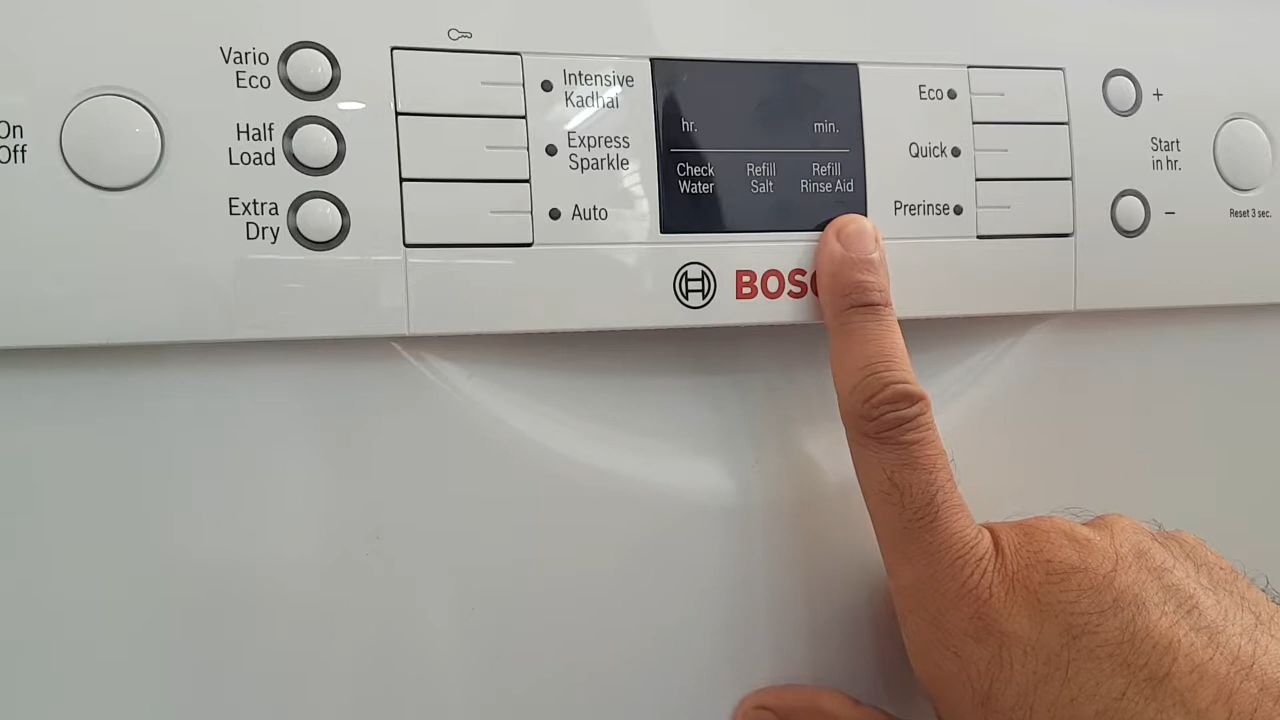 On
Off
Vario
Eco
Half
Load
Extra
Dry
Intensive
Kadhai
Express
Sparkle
Auto
hr.
min.
Check
Water
Refill
Salt
Refill
Rinse Aid
Eco
Quick
Prerinse
+
Start
in hr.
−
Reset 3 sec.
BOSC